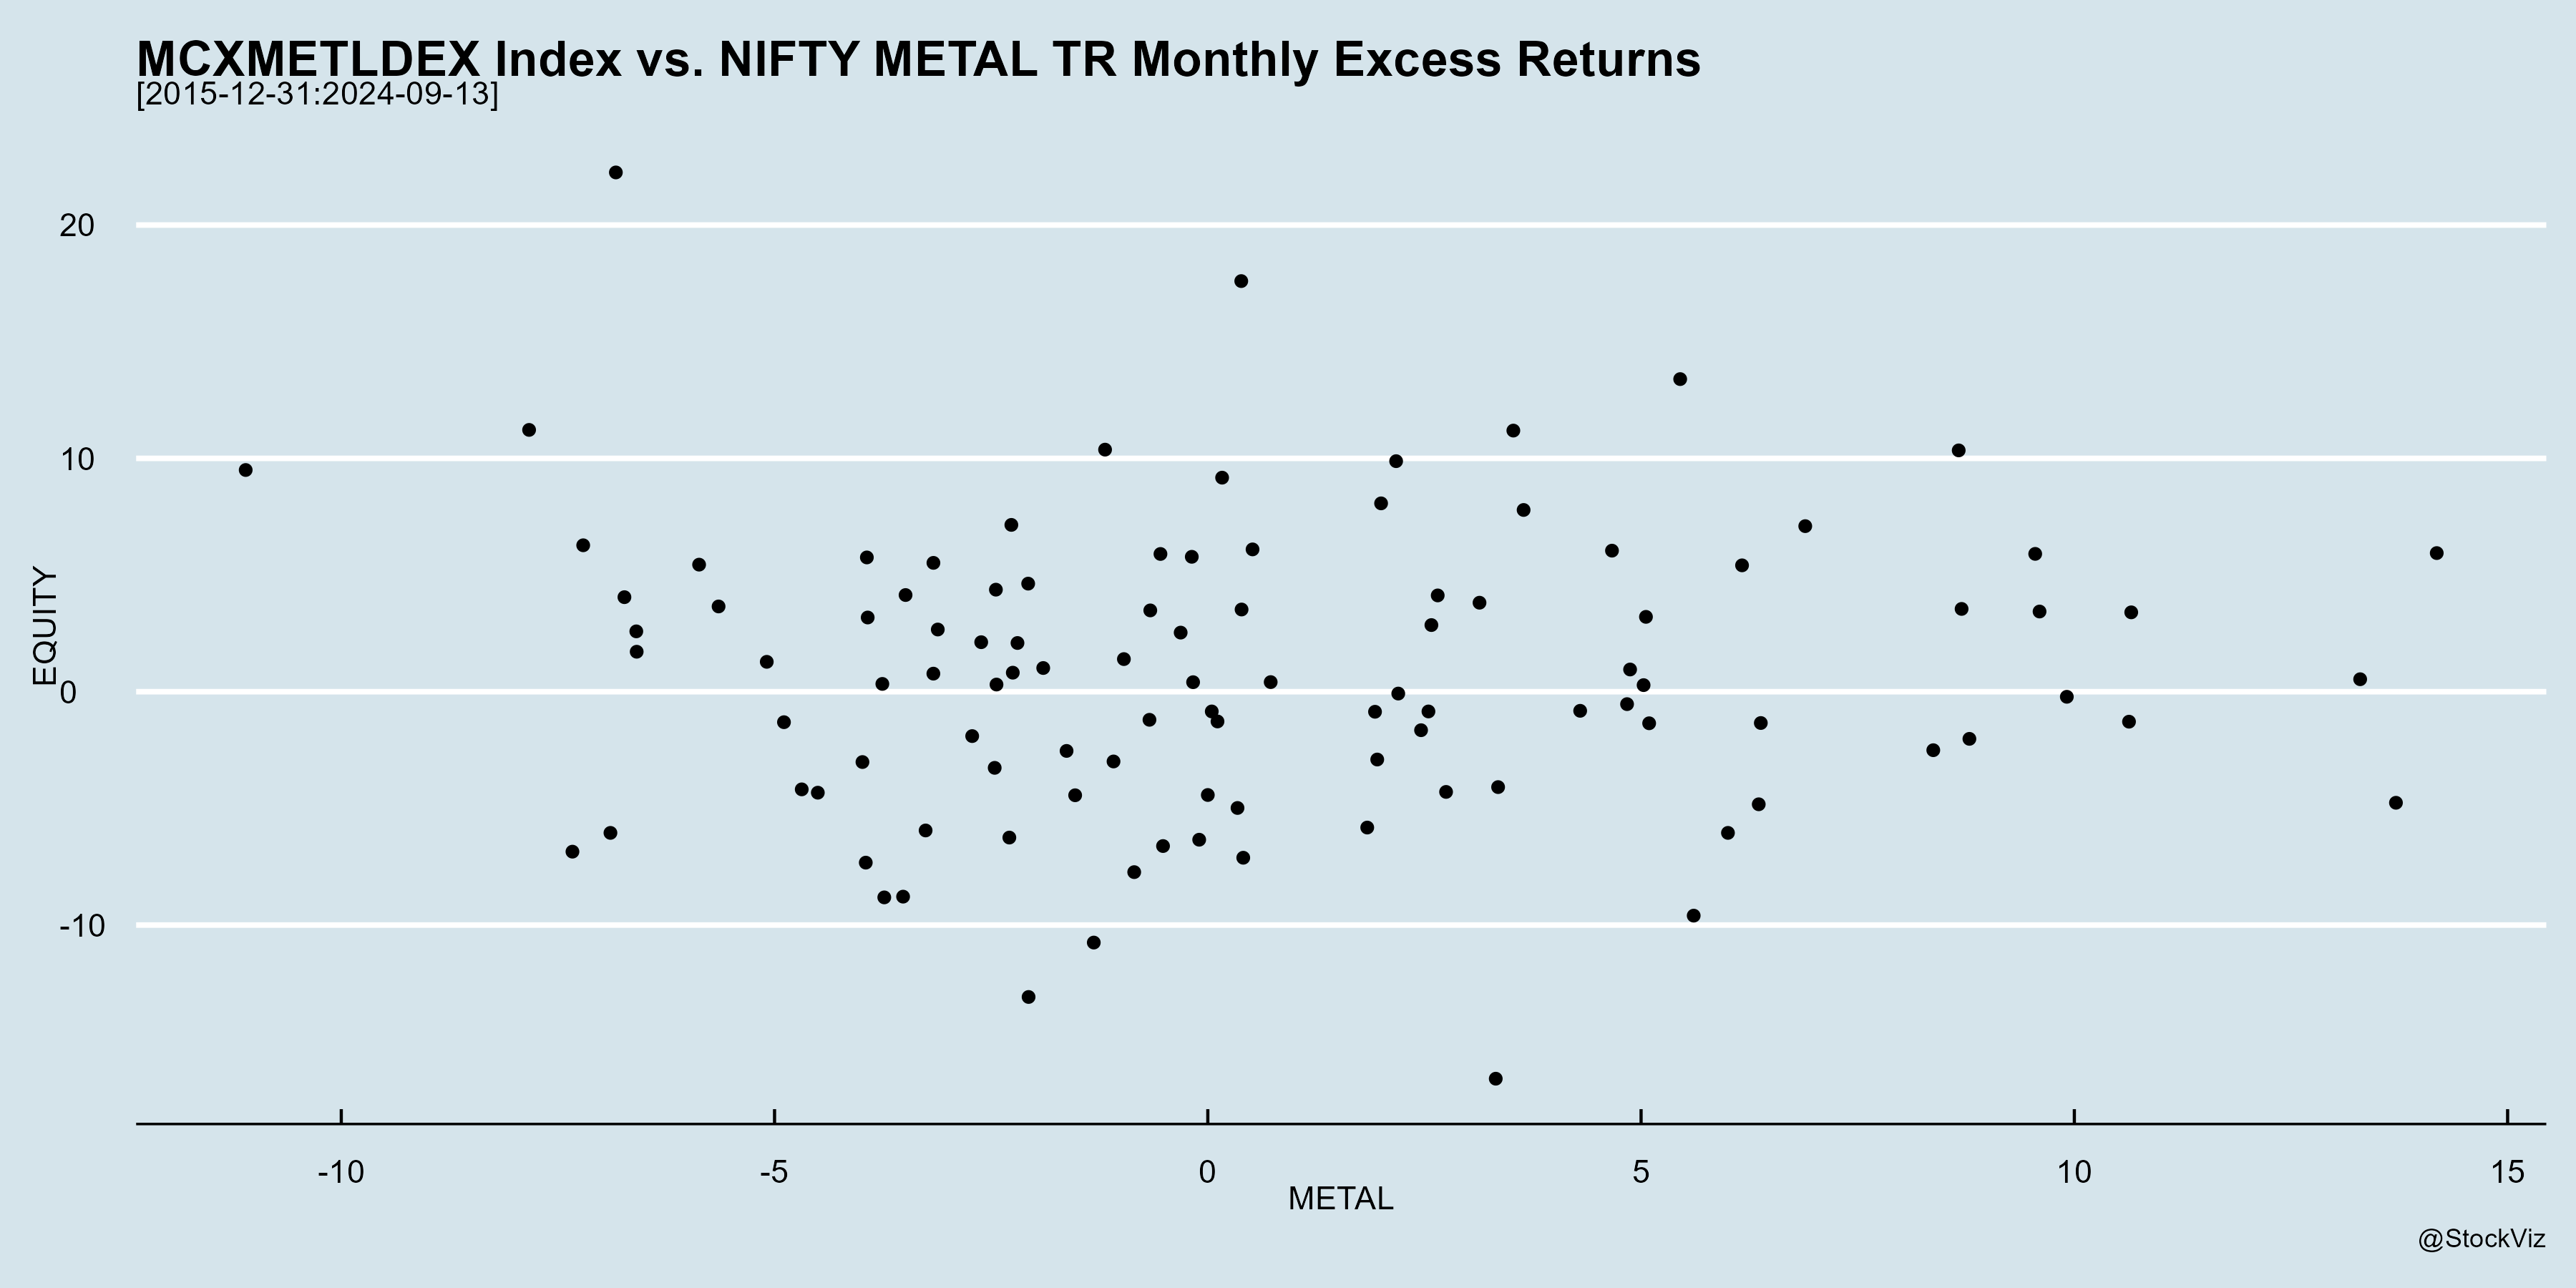 MCXMETLDEX Index vs. NIFTY METAL TR Monthly Excess Returns
[2015-12-31:2024-09-13]
20
10
0
-10
EQUITY
-10 -5 0 5 10 15
METAL
@StockViz